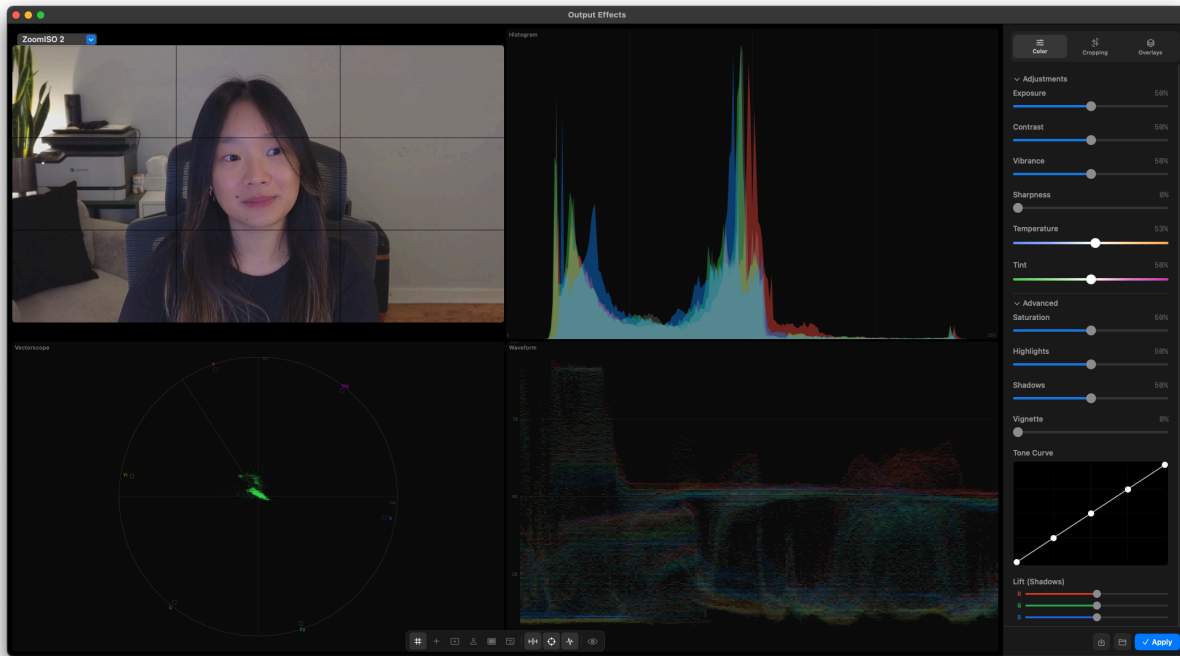 Output Effects
ZoomISO 2
Histogram
Color
Cropping
Overlays
Adjustments
Exposure 50%
Contrast 50%
Vibrance 50%
Sharpness 0%
Temperature 53%
Tint 50%
Advanced
Saturation 50%
Highlights 50%
Shadows 50%
Vignette 0%
Tone Curve
Lift (Shadows)
R
G
B
Vectorscope
Waveform
Apply